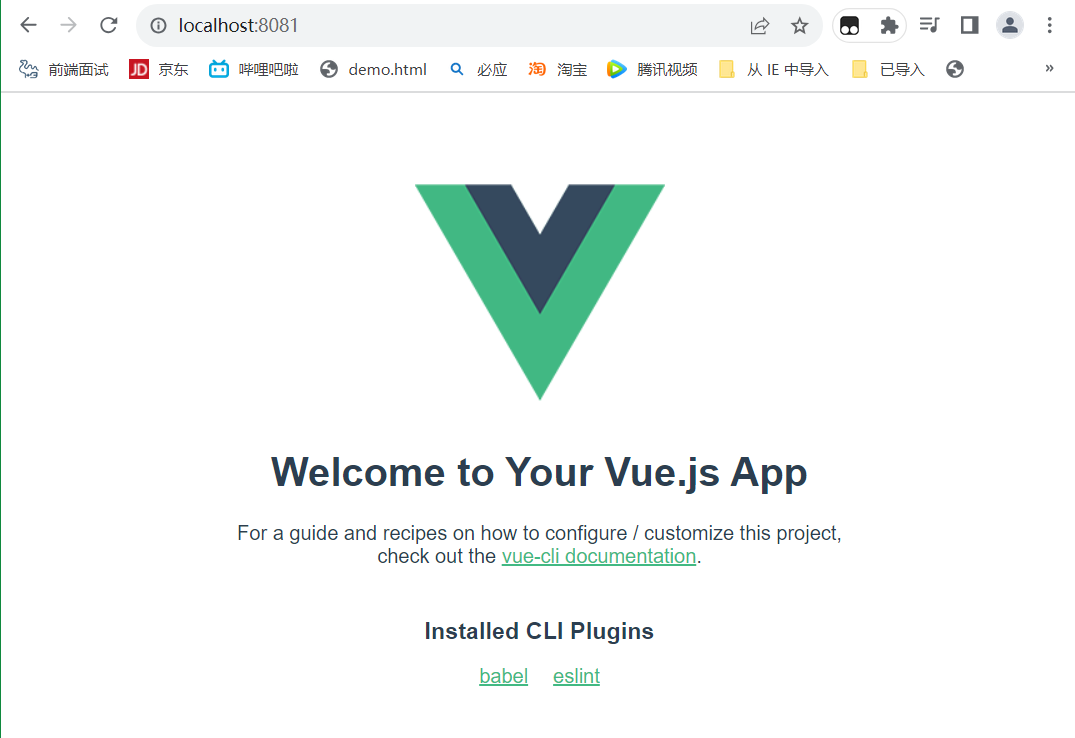 localhost:8081
前端面试 JD 京东 哔哩吧啦 demo.html 必应 淘 淘宝 腾讯视频 从 IE 中导入 已导入 »
Welcome to Your Vue.js App
For a guide and recipes on how to configure / customize this project,
check out the vue-cli documentation.
Installed CLI Plugins
babel eslint